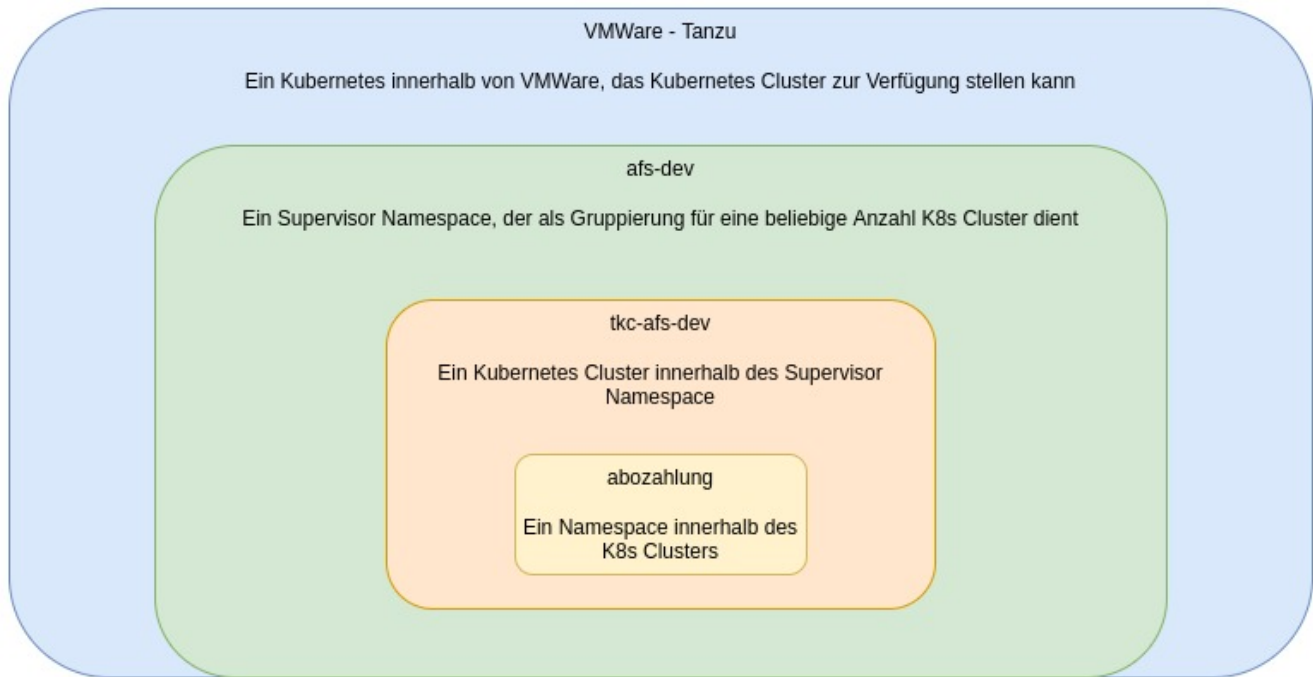 VMWare - Tanzu
Ein Kubernetes innerhalb von VMWare, das Kubernetes Cluster zur Verfügung stellen kann
afs-dev
Ein Supervisor Namespace, der als Gruppierung für eine beliebige Anzahl K8s Cluster dient
tkc-afs-dev
Ein Kubernetes Cluster innerhalb des Supervisor
Namespace
abozahlung
Ein Namespace innerhalb des
K8s Clusters